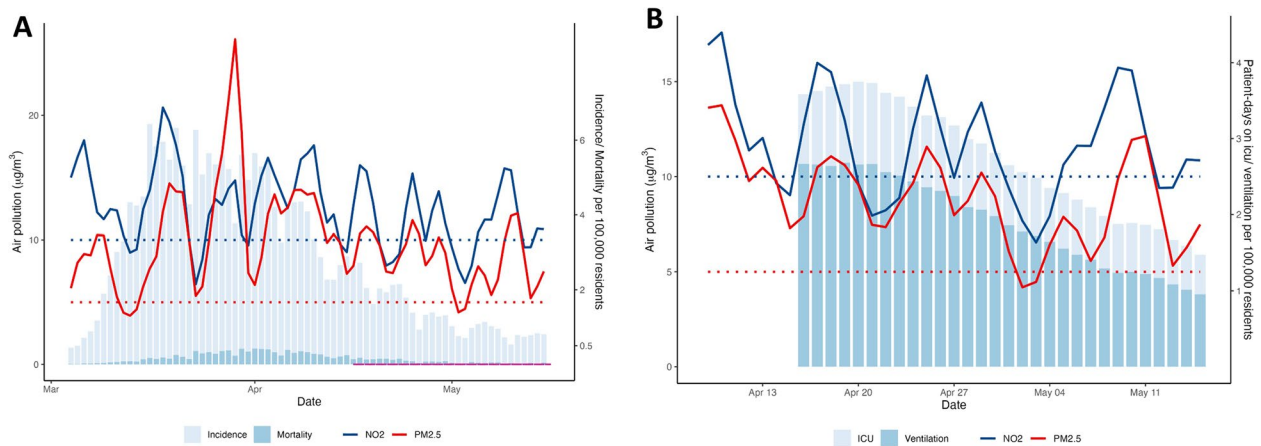 A
Air pollution (µg/m³)
20
10
0
6
4
2
0.5
Incidence/ Mortality per 100,000 residents
Mar
Apr
May
Date
Incidence
Mortality
NO2
PM2.5
B
Air pollution (µg/m³)
15
10
5
0
4
3
2
1
Patient-days on icu/ ventilation per 100,000 residents
Apr 13
Apr 20
Apr 27
May 04
May 11
Date
ICU
Ventilation
NO2
PM2.5